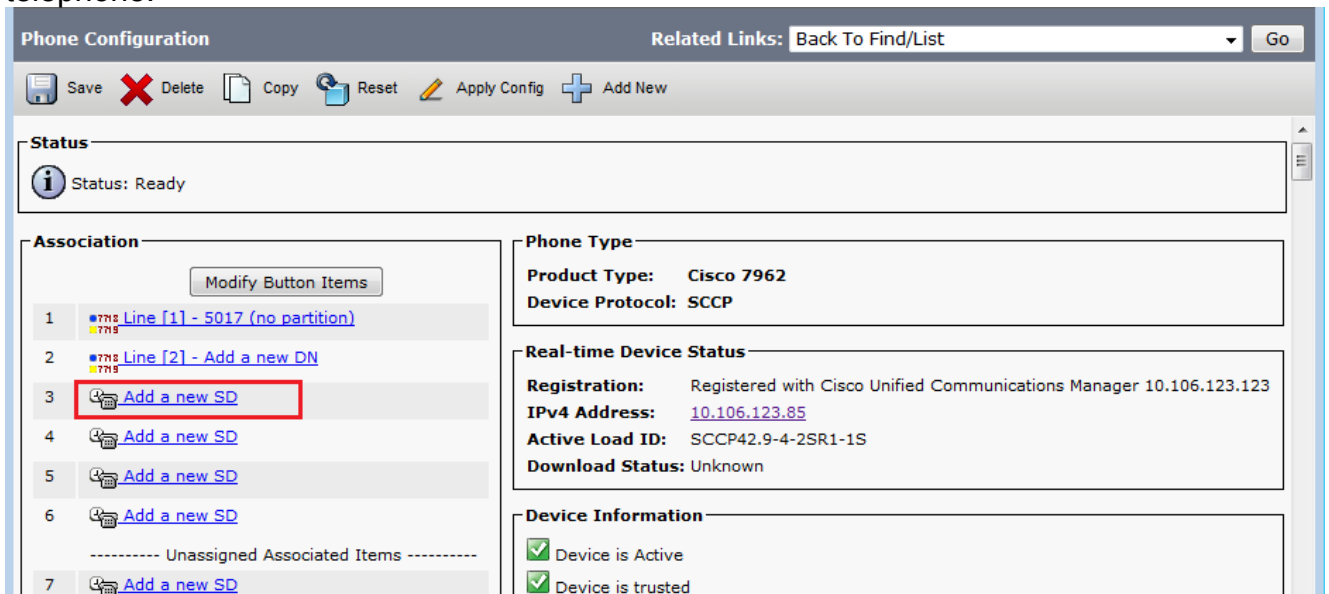 telephone.
Phone Configuration Related Links: Back To Find/List Go
Save Delete Copy Reset Apply Config Add New
Status
Status: Ready
Association
Modify Button Items
1 Line [1] - 5017 (no partition)
2 Line [2] - Add a new DN
3 Add a new SD
4 Add a new SD
5 Add a new SD
6 Add a new SD
---------- Unassigned Associated Items ----------
7 Add a new SD
Phone Type
Product Type: Cisco 7962
Device Protocol: SCCP
Real-time Device Status
Registration: Registered with Cisco Unified Communications Manager 10.106.123.123
IPv4 Address: 10.106.123.85
Active Load ID: SCCP42.9-4-2SR1-1S
Download Status: Unknown
Device Information
Device is Active
Device is trusted